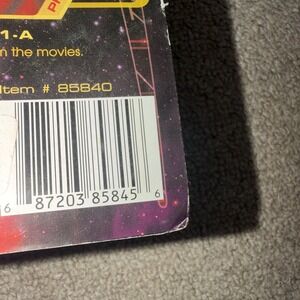 1-A
n the movies.
Item # 85840
6 87203 85845 6